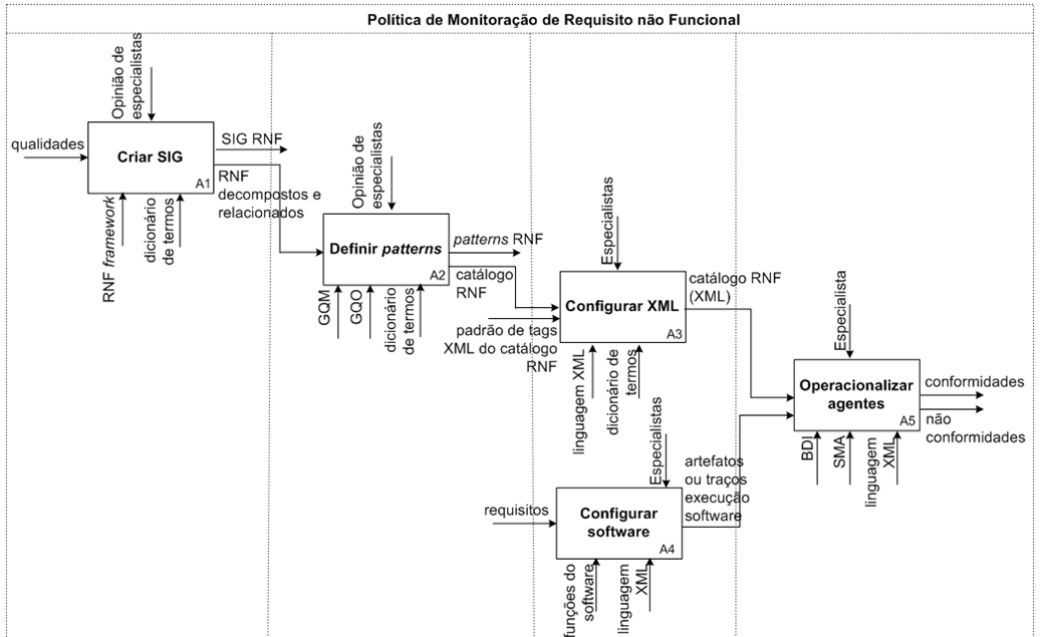 Política de Monitoração de Requisito não Funcional
Opinião de
especialistas
qualidades
Criar SIG
A1
SIG RNF
RNF
decompostos e
relacionados
RNF framework
dicionário
de termos
Opinião de
especialistas
Definir patterns
A2
patterns RNF
catálogo
RNF
GQM
GQO
dicionário
de termos
Especialistas
Configurar XML
A3
padrão de tags
XML do catálogo
RNF
catálogo RNF
(XML)
linguagem XML
dicionário de
termos
Especialista
Operacionalizar
agentes
A5
conformidades
não
conformidades
BDI
SMA
linguagem
XML
Especialistas
requisitos
Configurar
software
A4
artefatos
ou traços
execução
software
funções do
software
linguagem
XML